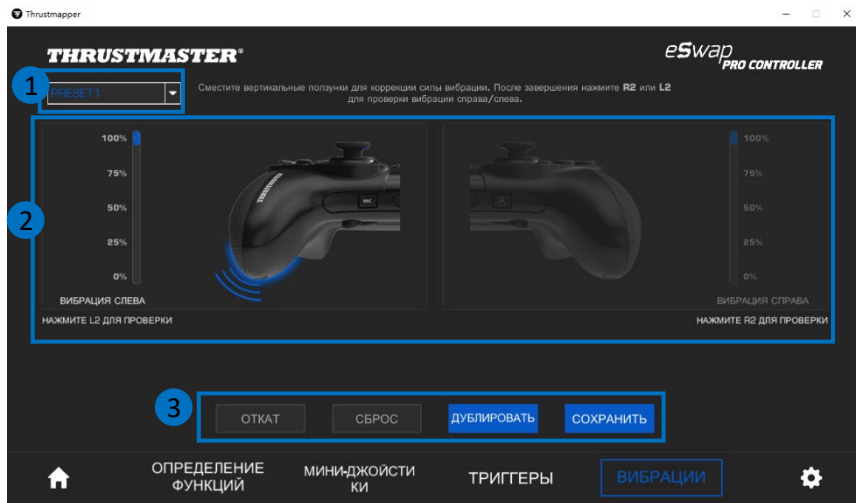 Thrustmapper
THRUSTMASTER®
eSwap
PRO CONTROLLER
1
PRESET1
Сместите вертикальные ползунки для коррекции силы вибрации. После завершения нажмите R2 или L2
для проверки вибрации справа/слева.
2
100%
75%
50%
25%
0%
ВИБРАЦИЯ СЛЕВА
НАЖМИТЕ L2 ДЛЯ ПРОВЕРКИ
THRUSTMASTER
100%
75%
50%
25%
0%
ВИБРАЦИЯ СПРАВА
НАЖМИТЕ R2 ДЛЯ ПРОВЕРКИ
3
ОТКАТ
СБРОС
ДУБЛИРОВАТЬ
СОХРАНИТЬ
ОПРЕДЕЛЕНИЕ
ФУНКЦИЙ
МИНИ-ДЖОЙСТИ
КИ
ТРИГГЕРЫ
ВИБРАЦИИ